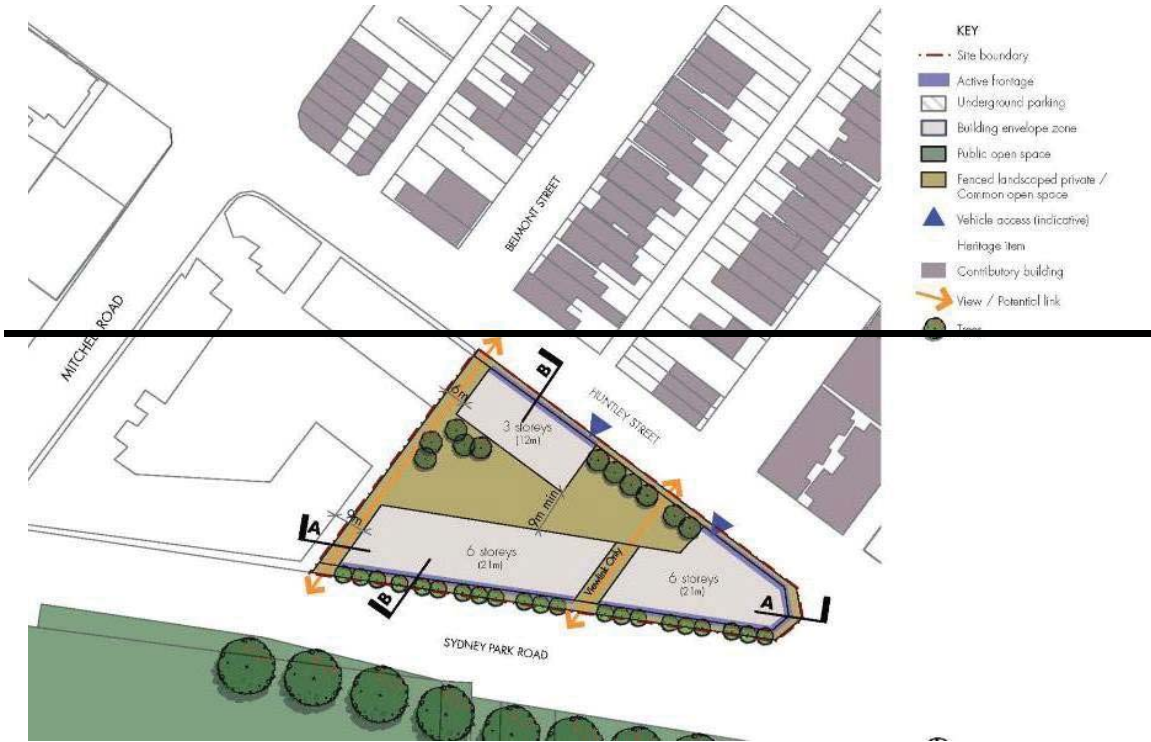 KEY
Site boundary
Active frontage
Underground parking
Building envelope zone
Public open space
Fenced landscaped private /
Common open space
Vehicle access (indicative)
Heritage item
Contributory building
View / Potential link
BELMONT STREET
MITCHELL ROAD
HUNTLEY STREET
B
6m
3 storeys
(12m)
9m
9m min
A
6 storeys
(21m)
Viewlink Only
6 storeys
(21m)
A
B
SYDNEY PARK ROAD